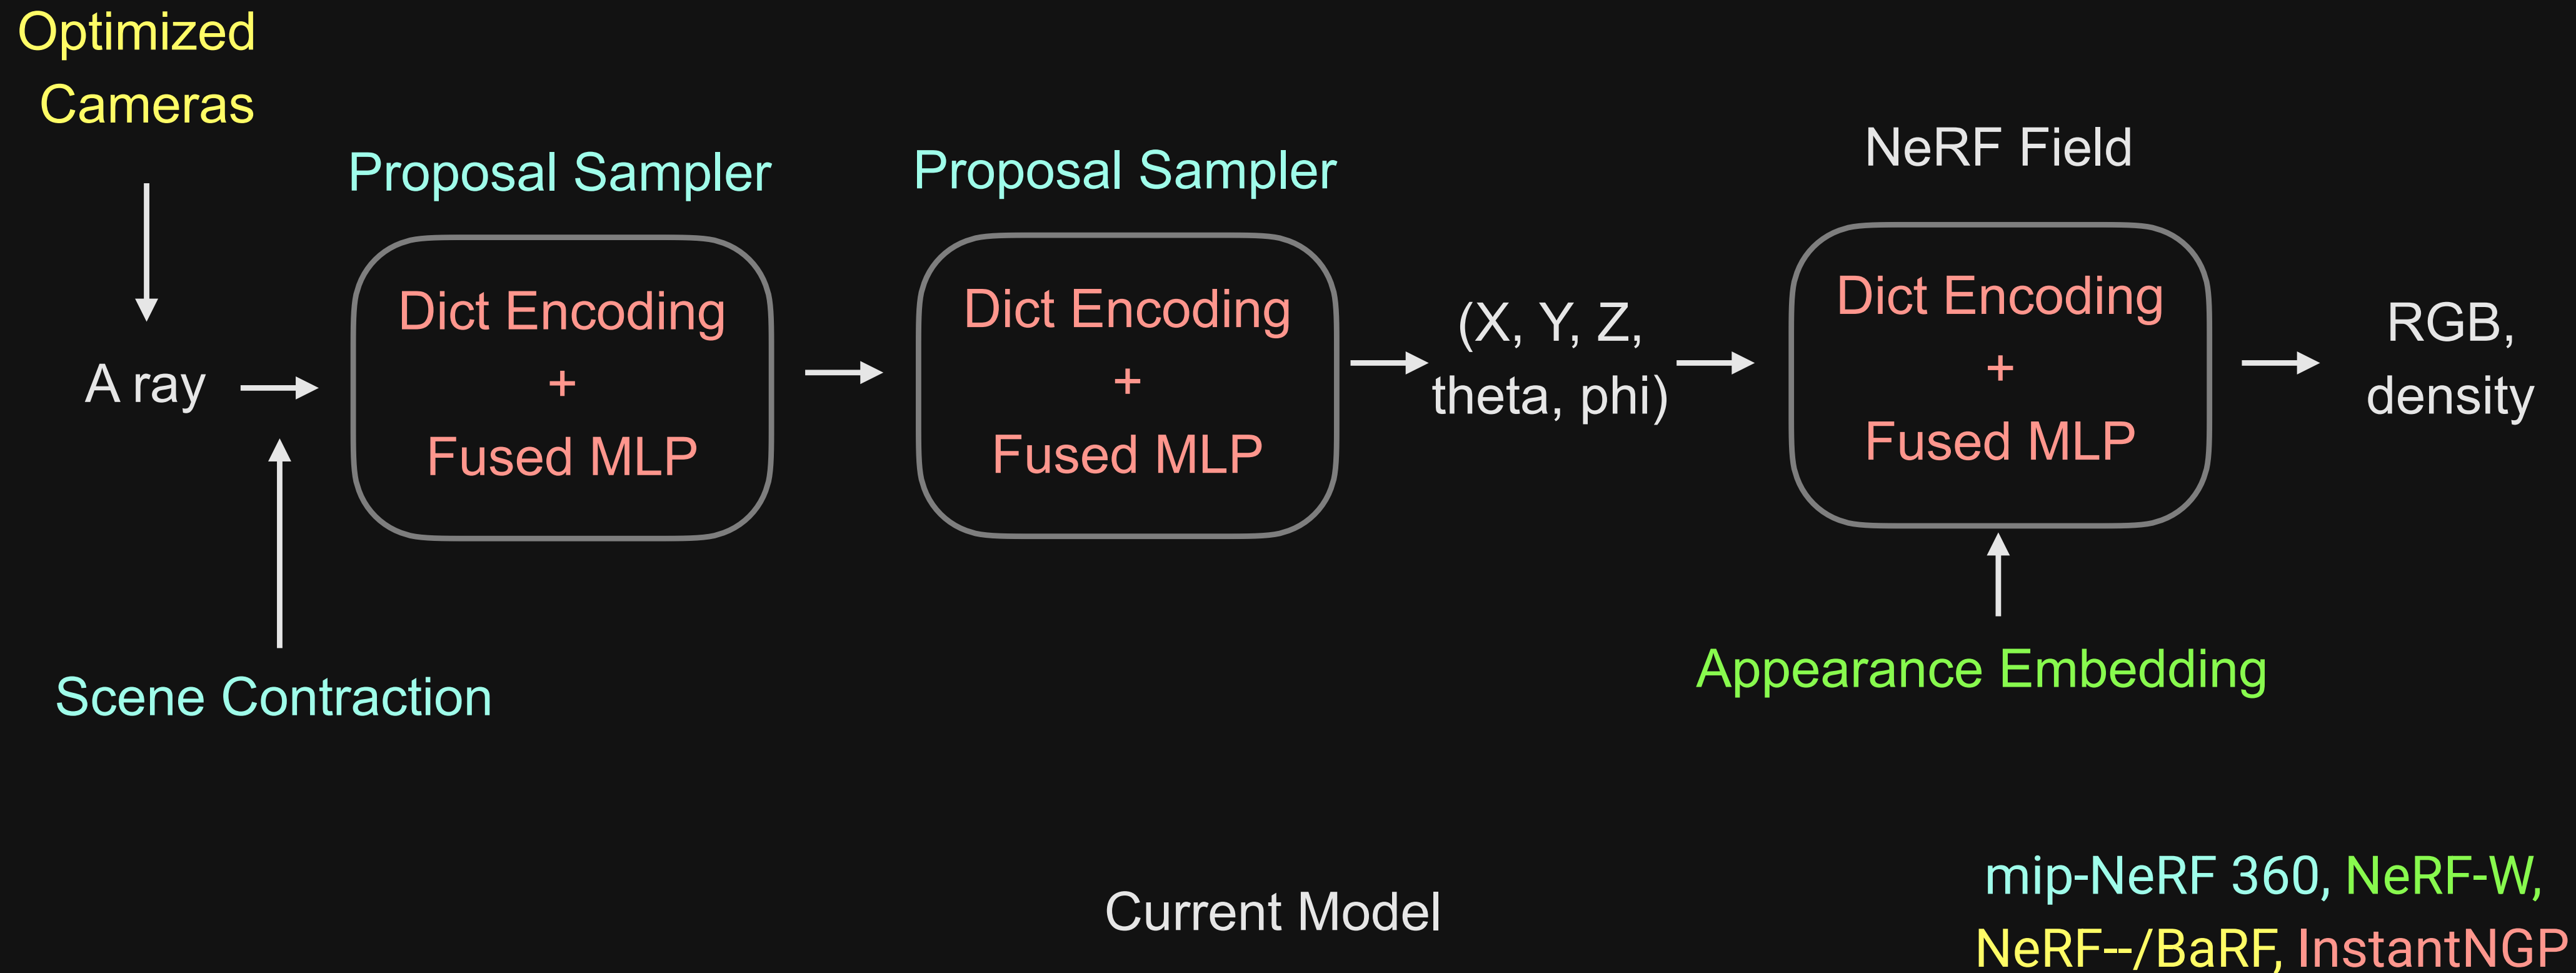 Optimized
Cameras
Proposal Sampler
Proposal Sampler
NeRF Field
A ray
Dict Encoding
+
Fused MLP
Dict Encoding
+
Fused MLP
(X, Y, Z,
theta, phi)
Dict Encoding
+
Fused MLP
RGB,
density
Scene Contraction
Appearance Embedding
Current Model
mip-NeRF 360, NeRF-W,
NeRF--/BaRF, InstantNGP